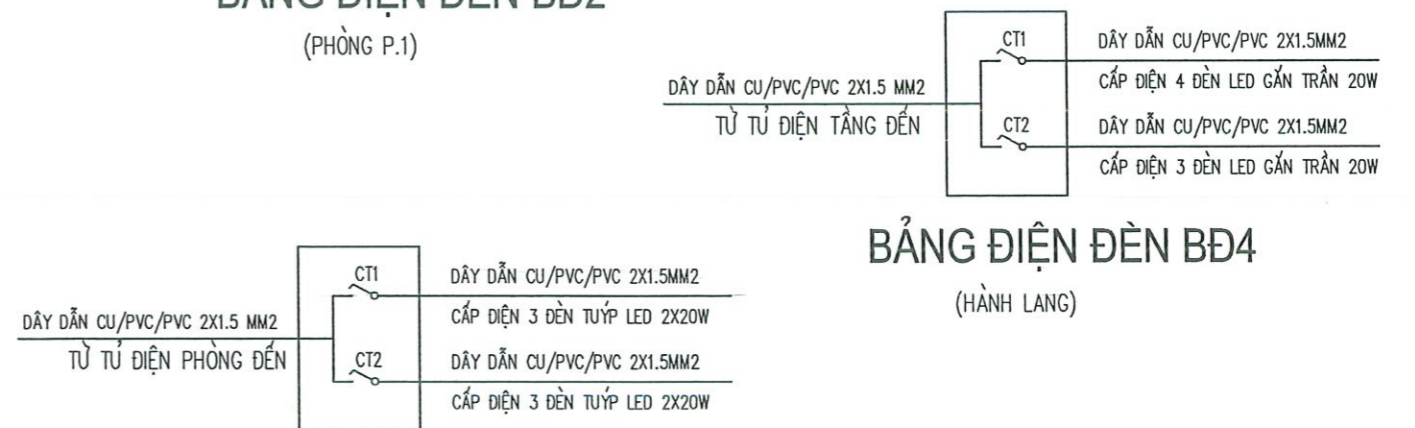 BẢNG ĐIỆN ĐÈN BĐ2
(PHÒNG P.1)
CT1
DÂY DẪN CU/PVC/PVC 2X1.5MM2
CẤP ĐIỆN 4 ĐÈN LED GẮN TRẦN 20W
DÂY DẪN CU/PVC/PVC 2X1.5 MM2
TỪ TỦ ĐIỆN TẦNG ĐẾN
CT2
DÂY DẪN CU/PVC/PVC 2X1.5MM2
CẤP ĐIỆN 3 ĐÈN LED GẮN TRẦN 20W
BẢNG ĐIỆN ĐÈN BĐ4
(HÀNH LANG)
CT1
DÂY DẪN CU/PVC/PVC 2X1.5MM2
CẤP ĐIỆN 3 ĐÈN TUÝP LED 2X20W
DÂY DẪN CU/PVC/PVC 2X1.5 MM2
TỪ TỦ ĐIỆN PHÒNG ĐẾN
CT2
DÂY DẪN CU/PVC/PVC 2X1.5MM2
CẤP ĐIỆN 3 ĐÈN TUÝP LED 2X20W